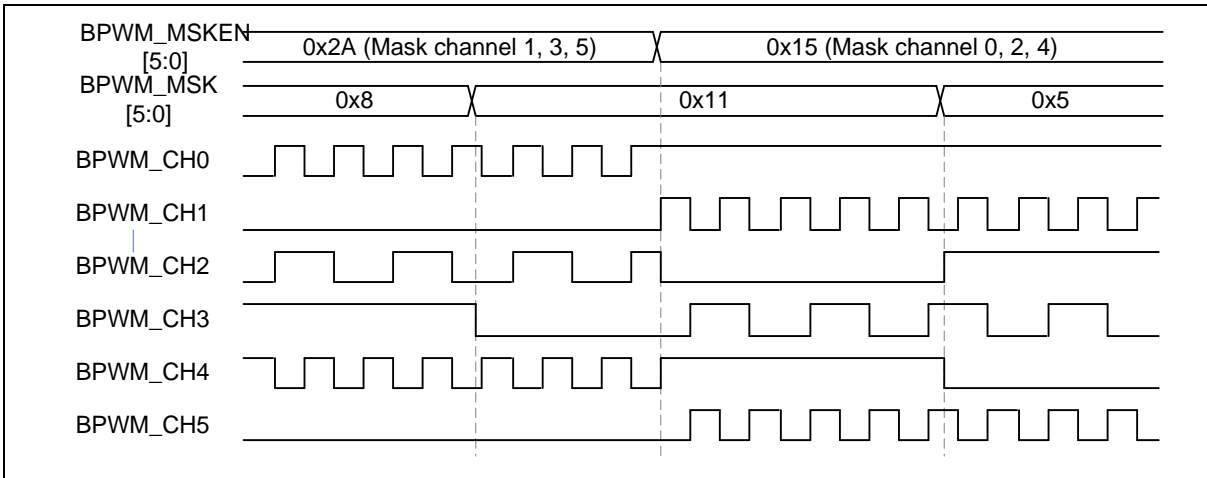 BPWM_MSKEN
[5:0]
0x2A (Mask channel 1, 3, 5)
0x15 (Mask channel 0, 2, 4)
BPWM_MSK
[5:0]
0x8
0x11
0x5
BPWM_CH0
BPWM_CH1
BPWM_CH2
BPWM_CH3
BPWM_CH4
BPWM_CH5